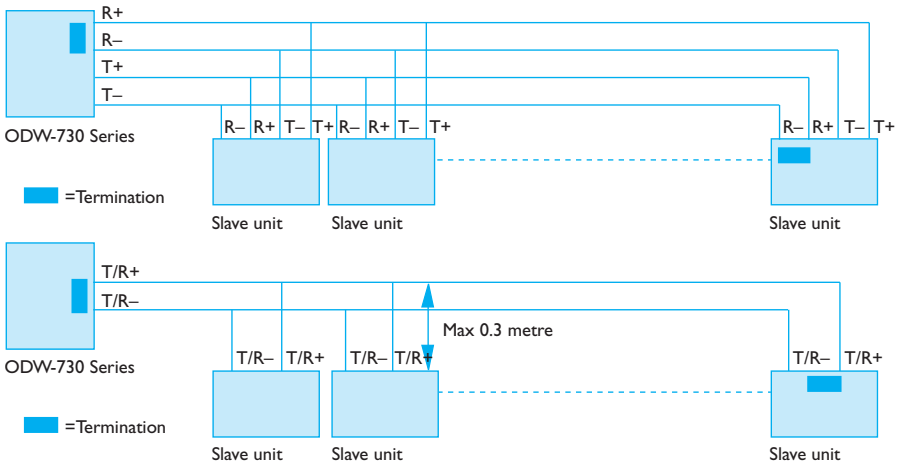 R+
R–
T+
T–
R– R+ T– T+ R– R+ T– T+ R– R+ T– T+
ODW-730 Series
=Termination
Slave unit Slave unit Slave unit
T/R+
T/R–
Max 0.3 metre
T/R– T/R+ T/R– T/R+ T/R– T/R+
ODW-730 Series
=Termination
Slave unit Slave unit Slave unit